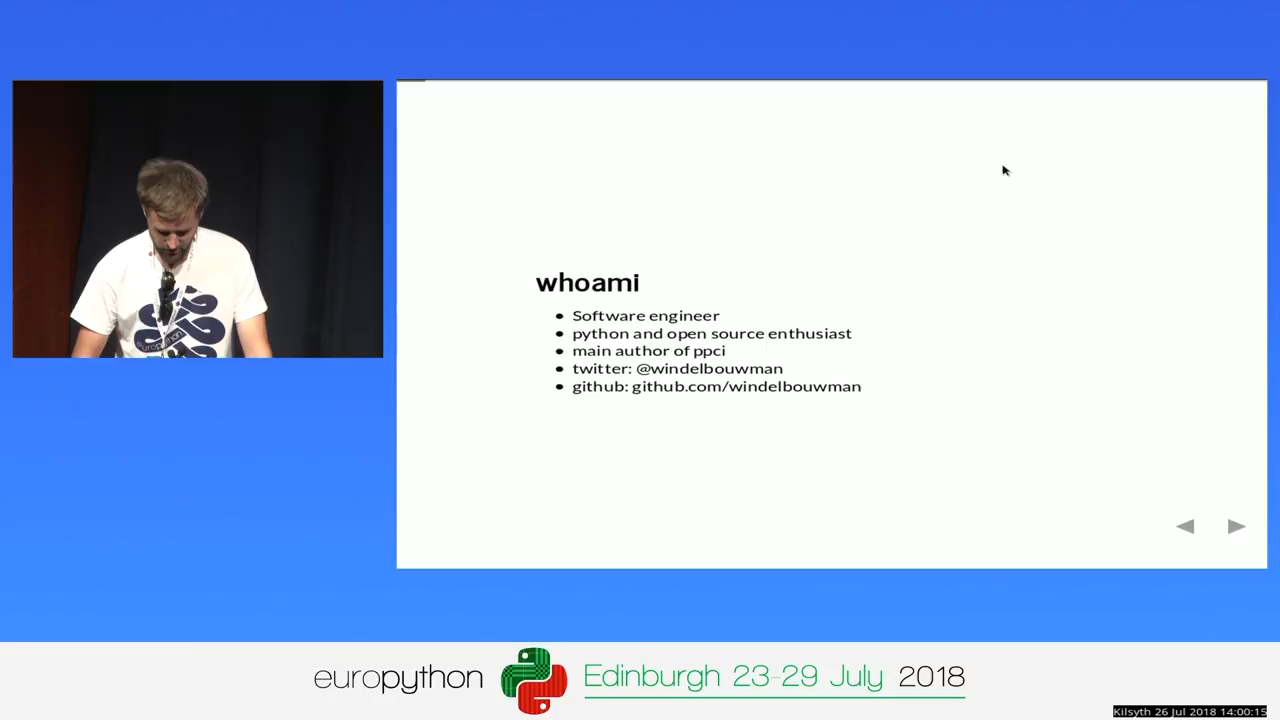 whoami
Software engineer
python and open source enthusiast
main author of ppci
twitter: @windelbouwman
github: github.com/windelbouwman
europython
europython Edinburgh 23-29 July 2018
Kilsyth 26 Jul 2018 14:00:15